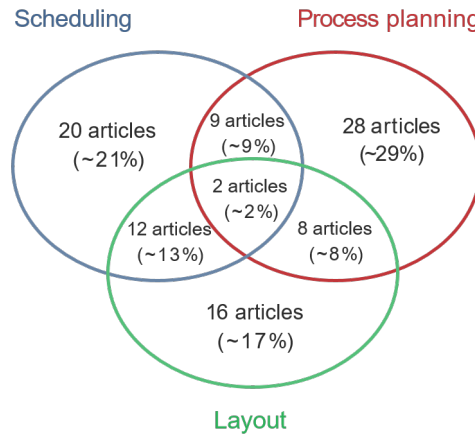 Scheduling
Process planning
9 articles
(~9%)
20 articles
(~21%)
28 articles
(~29%)
2 articles
(~2%)
12 articles
(~13%)
8 articles
(~8%)
16 articles
(~17%)
Layout